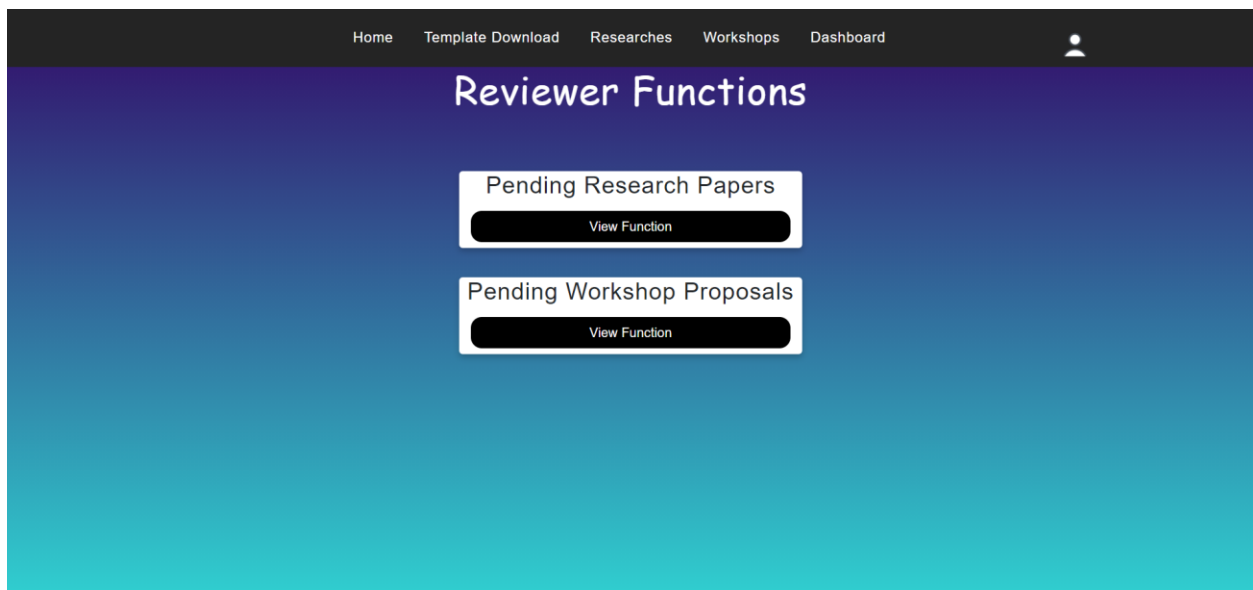 Home Template Download Researches Workshops Dashboard
Reviewer Functions
Pending Research Papers
View Function
Pending Workshop Proposals
View Function